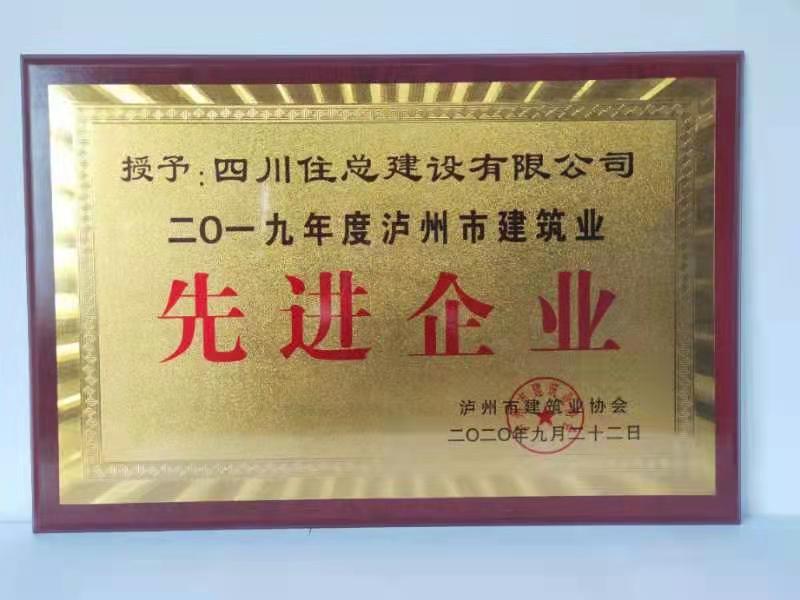 授予:四川住总建设有限公司
二〇一九年度泸州市建筑业
先进企业
泸州市建筑业协会
二〇二〇年九月二十二日